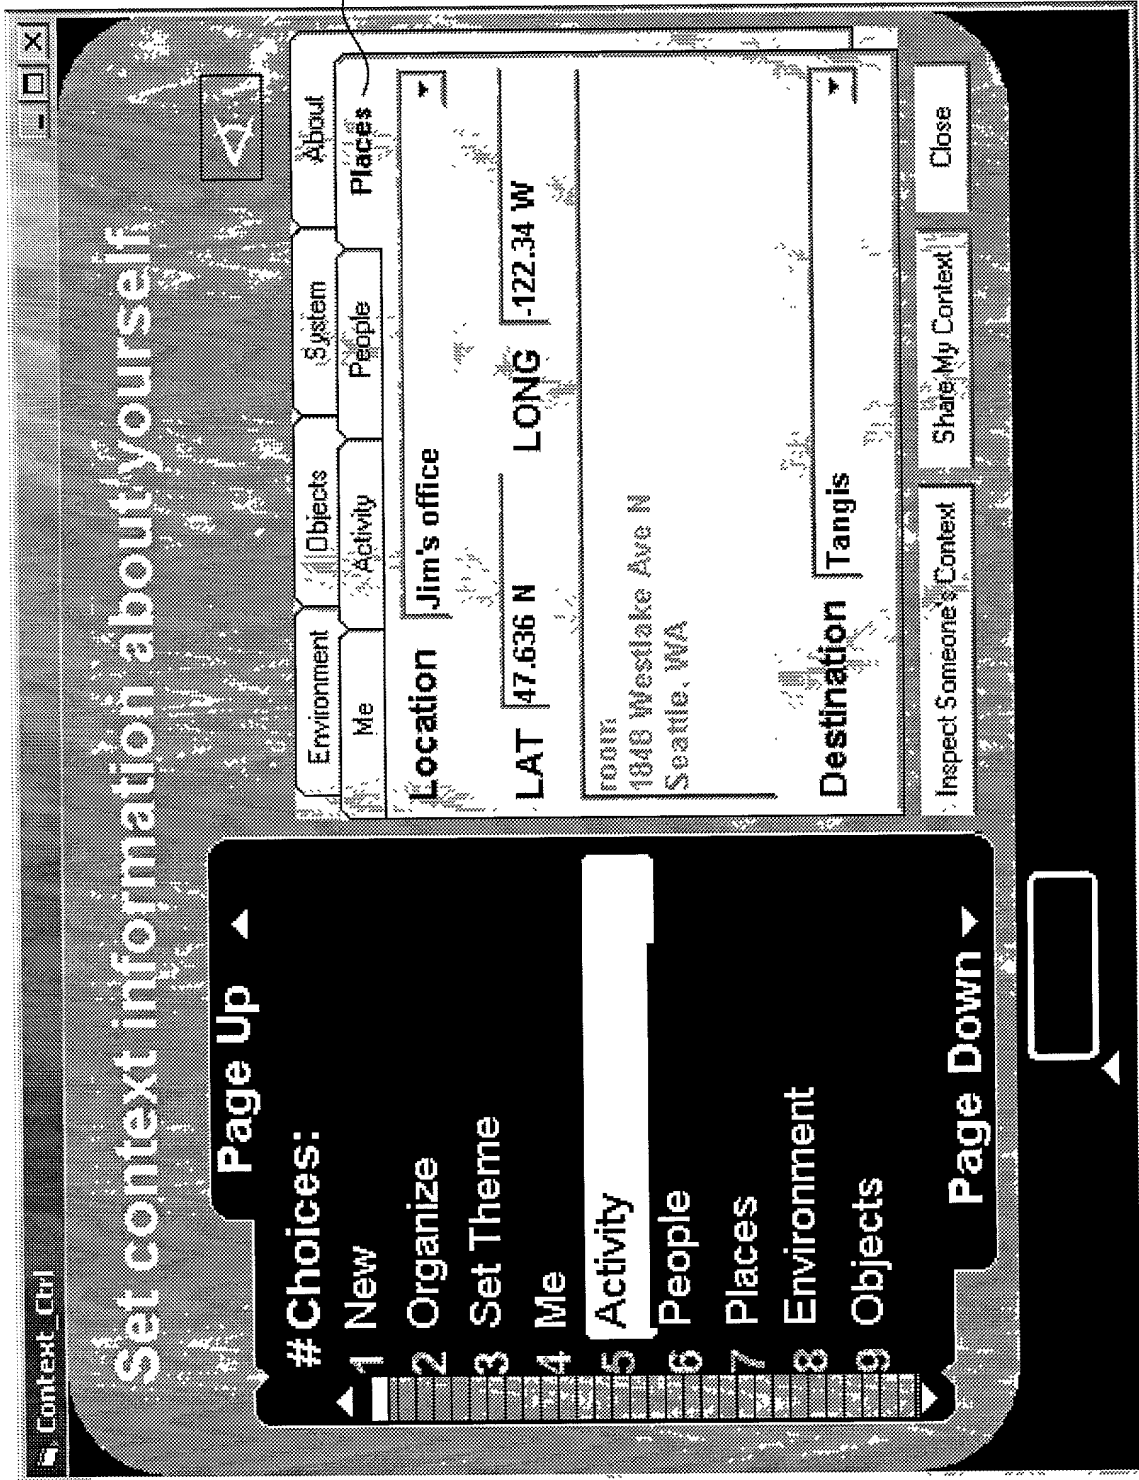 Context_Ctrl
Set context information about yourself.
Page Up
#Choices:
1 New
2 Organize
3 Set Theme
4 Me
5 Activity
6 People
7 Places
8 Environment
9 Objects
Page Down
Environment Objects System About
Me Activity People Places
Location Jim's office
LAT 47.636 N LONG -122.34 W
room
1848 Westlake Ave N
Seattle, WA
Destination Tangis
Inspect Someone's Context Share My Context Close